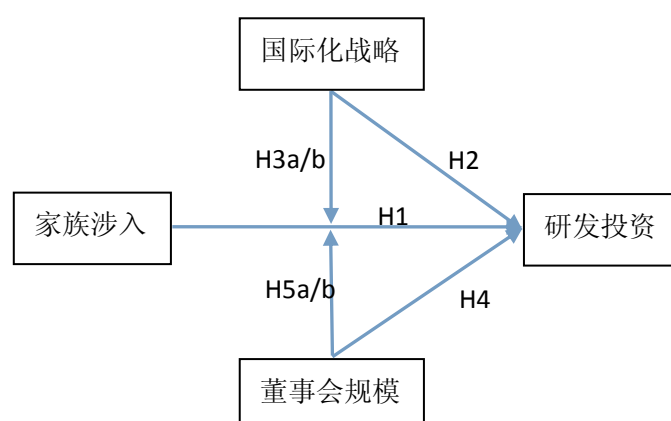 国际化战略
H3a/b
H2
家族涉入
H1
研发投资
H5a/b
H4
董事会规模